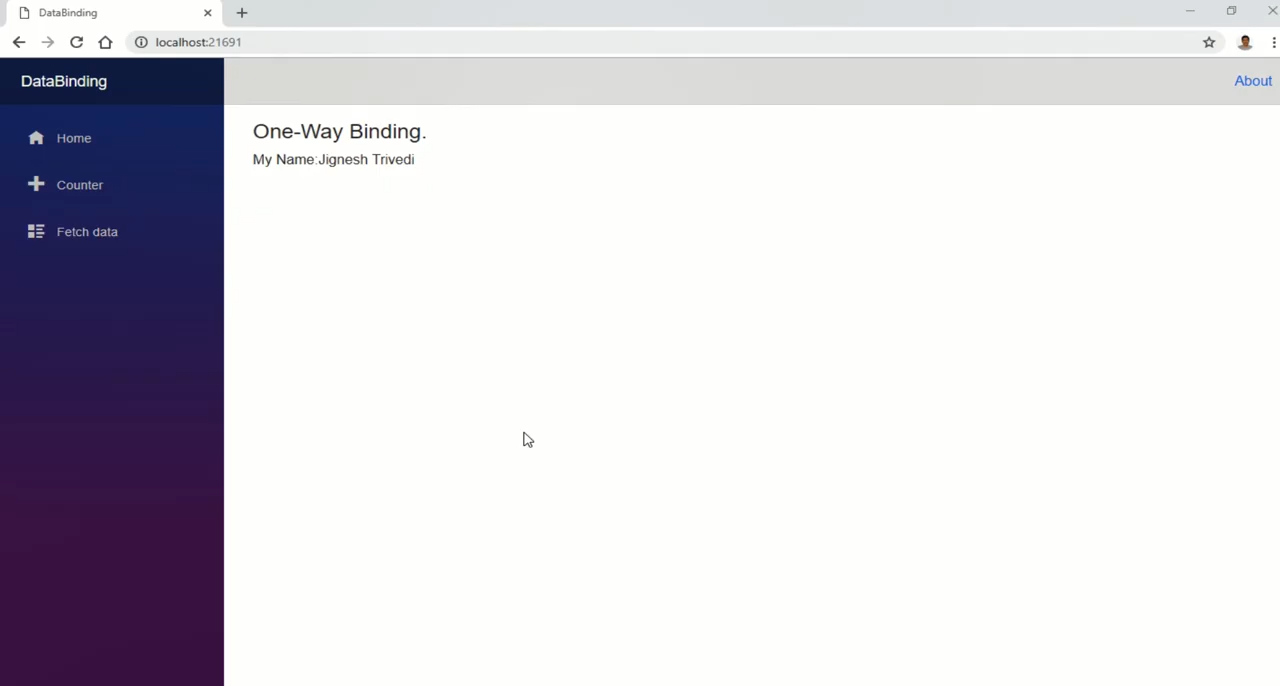 DataBinding
localhost:21691
DataBinding
About
Home
Counter
Fetch data
One-Way Binding.
My Name:Jignesh Trivedi